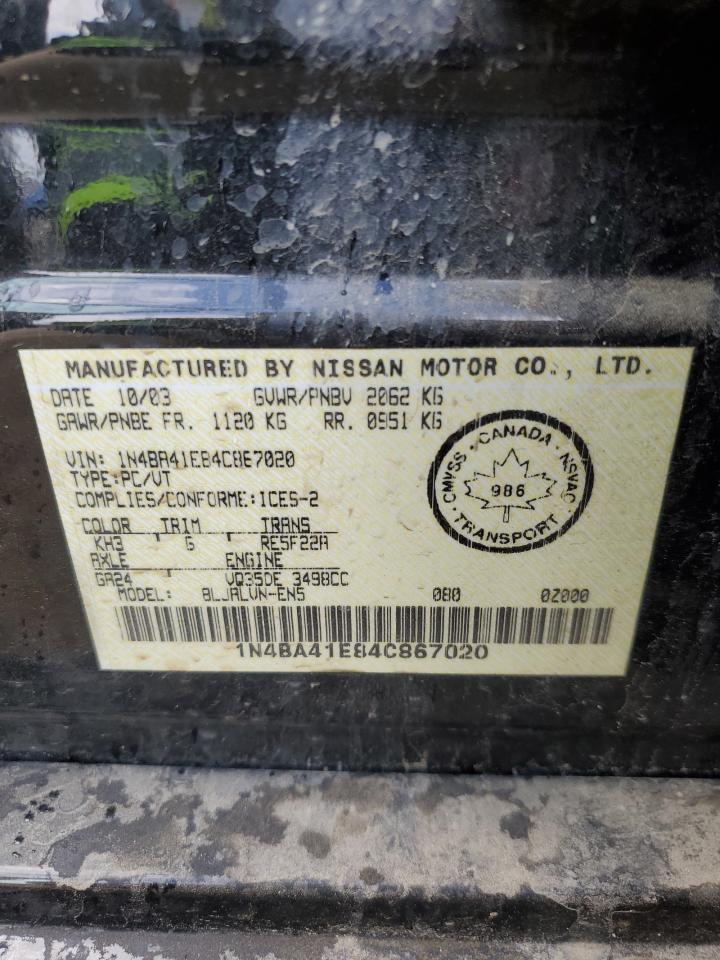 MANUFACTURED BY NISSAN MOTOR CO., LTD.
DATE 10/03 GVWR/PNBV 2062 KG
GAWR/PNBE FR. 1120 KG RR. 0951 KG
VIN: 1N4BA41E84C867020
TYPE:PC/VT
COMPLIES/CONFORME:ICES-2
CMVSS · CANADA · NSVAC · TRANSPORT ·
986
COLOR TRIM TRANS
KH3 G RE5F22A
AXLE ENGINE
GA24 VQ35DE 3498CC
MODEL: BLJALVN-EN5 080 0Z000
1N4BA41E84C867020